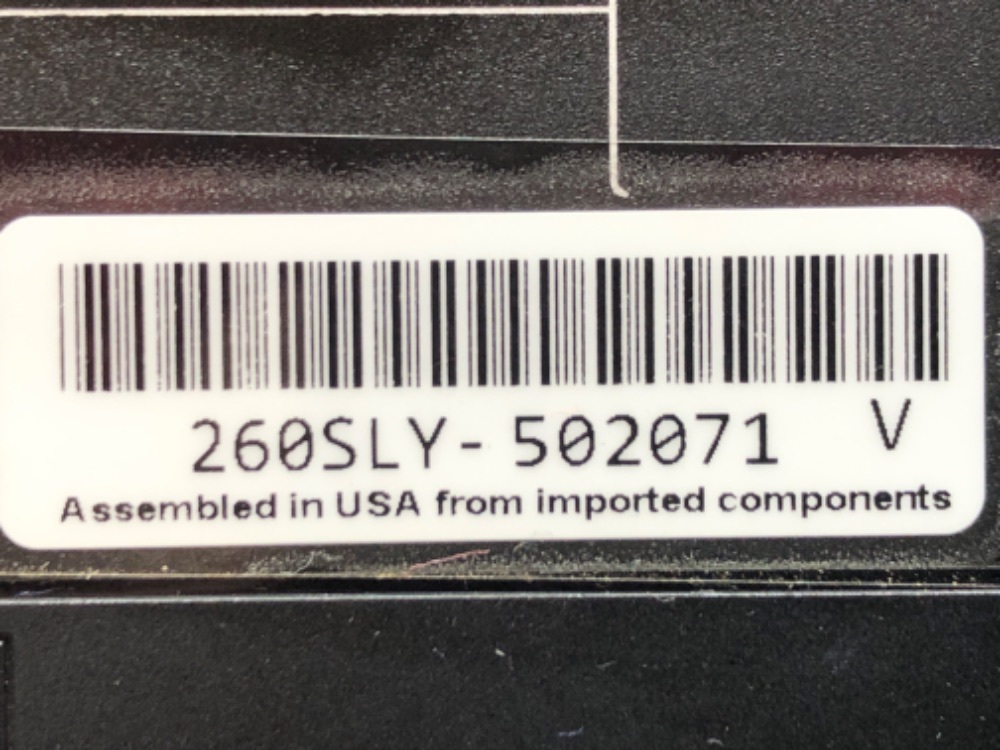 260SLY-502071 V
Assembled in USA from imported components